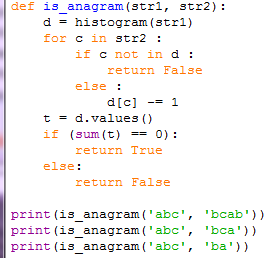 def is_anagram(str1, str2):
    d = histogram(str1)
    for c in str2 :
        if c not in d :
            return False
        else :
            d[c] -= 1
    t = d.values()
    if (sum(t) == 0):
        return True
    else:
        return False

print(is_anagram('abc', 'bcab'))
print(is_anagram('abc', 'bca'))
print(is_anagram('abc', 'ba'))